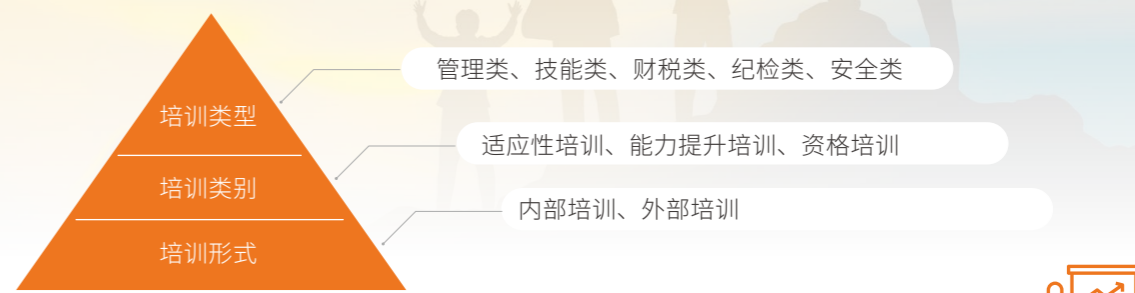 管理类、技能类、财税类、纪检类、安全类
培训类型
适应性培训、能力提升培训、资格培训
培训类别
内部培训、外部培训
培训形式